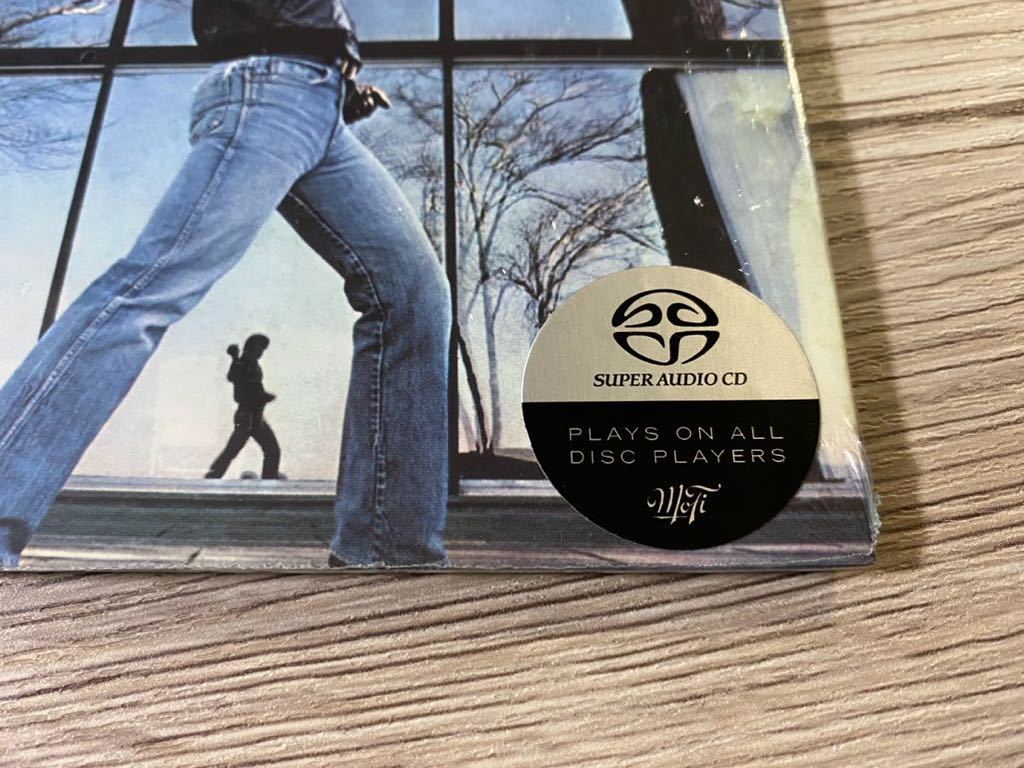 SUPER AUDIO CD
PLAYS ON ALL
DISC PLAYERS
MoFi